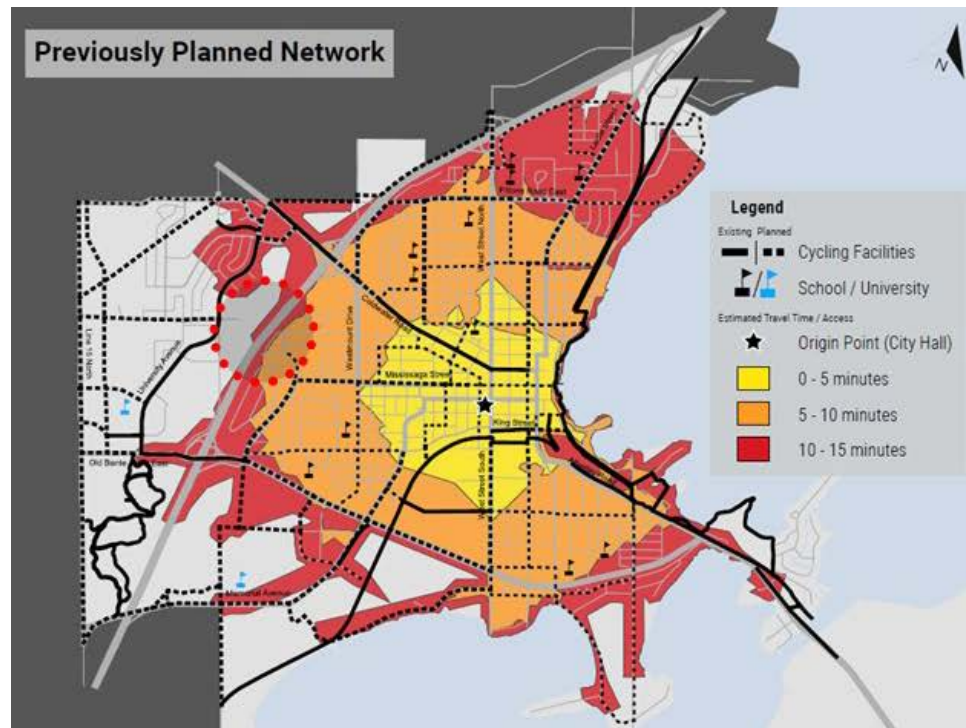 Previously Planned Network
N
Legend
Existing Planned
Cycling Facilities
School / University
Estimated Travel Time / Access
Origin Point (City Hall)
0 - 5 minutes
5 - 10 minutes
10 - 15 minutes
West Street North
Coldwater Road
Westmount Drive
Line 15 North
University Avenue
Mississaga Street
King Street
Old Barrie
East
West Street South
Memorial Avenue